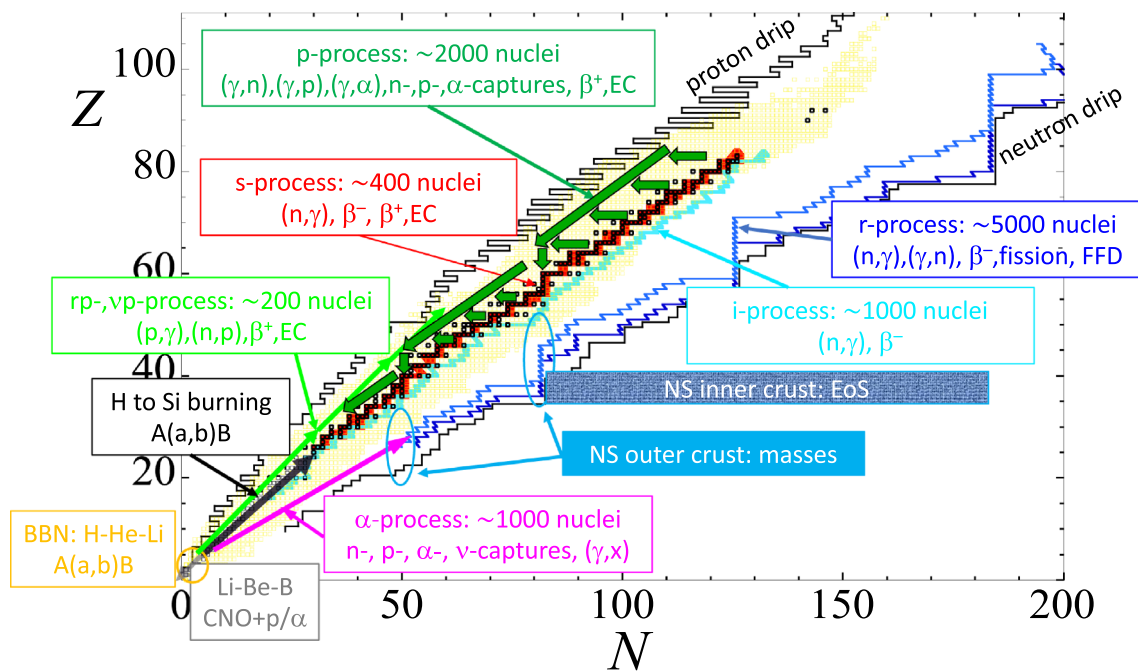 p-process: ~2000 nuclei
(γ,n),(γ,p),(γ,α),n-,p-,α-captures, β⁺,EC
proton drip
100
Z
neutron drip
80
s-process: ~400 nuclei
(n,γ), β⁻, β⁺,EC
r-process: ~5000 nuclei
(n,γ),(γ,n), β⁻,fission, FFD
60
rp-,νp-process: ~200 nuclei
(p,γ),(n,p),β⁺,EC
i-process: ~1000 nuclei
(n,γ), β⁻
40
NS inner crust: EoS
H to Si burning
A(a,b)B
NS outer crust: masses
20
α-process: ~1000 nuclei
n-, p-, α-, ν-captures, (γ,x)
BBN: H-He-Li
A(a,b)B
0
Li-Be-B
CNO+p/α
0
50
100
150
200
N